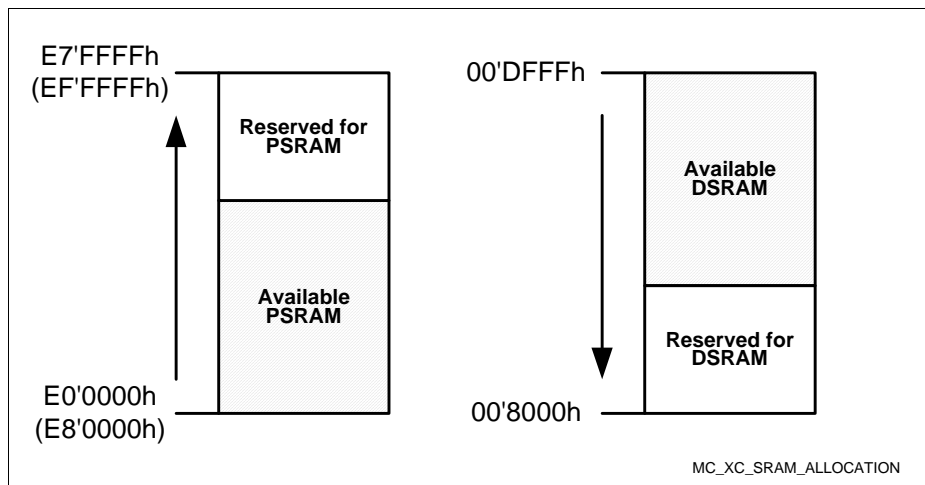 E7'FFFFh
(EF'FFFFh)
Reserved for
PSRAM
Available
PSRAM
E0'0000h
(E8'0000h)
00'DFFFh
Available
DSRAM
Reserved for
DSRAM
00'8000h
MC_XC_SRAM_ALLOCATION